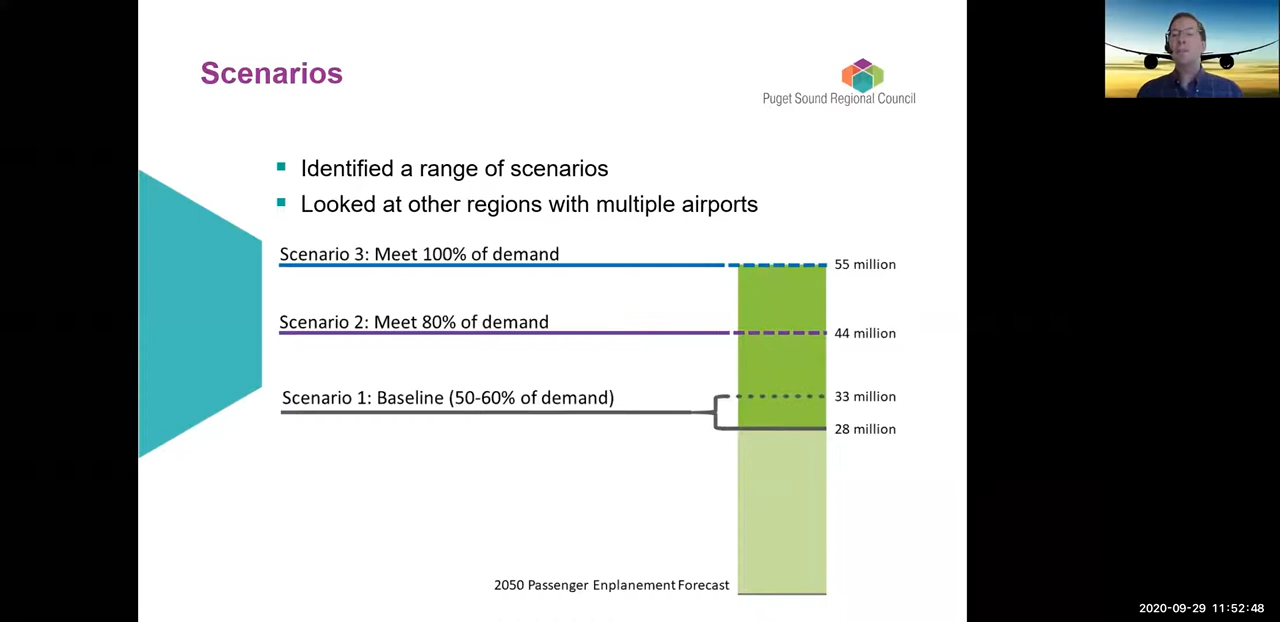 Scenarios
Puget Sound Regional Council
Identified a range of scenarios
Looked at other regions with multiple airports
Scenario 3: Meet 100% of demand
55 million
Scenario 2: Meet 80% of demand
44 million
Scenario 1: Baseline (50-60% of demand)
33 million
28 million
2050 Passenger Enplanement Forecast
2020-09-29 11:52:48